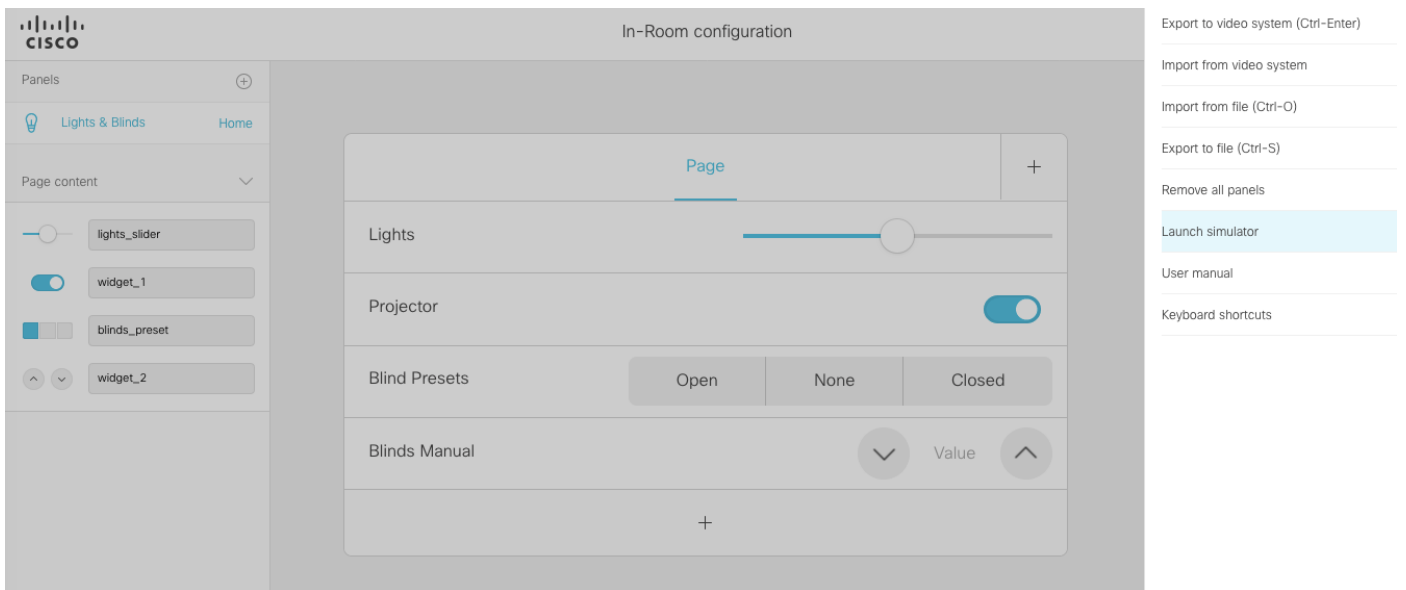 CISCO
In-Room configuration
Panels
Lights & Blinds Home
Page content
lights_slider
widget_1
blinds_preset
widget_2
Page
Lights
Projector
Blind Presets Open None Closed
Blinds Manual Value
Export to video system (Ctrl-Enter)
Import from video system
Import from file (Ctrl-O)
Export to file (Ctrl-S)
Remove all panels
Launch simulator
User manual
Keyboard shortcuts